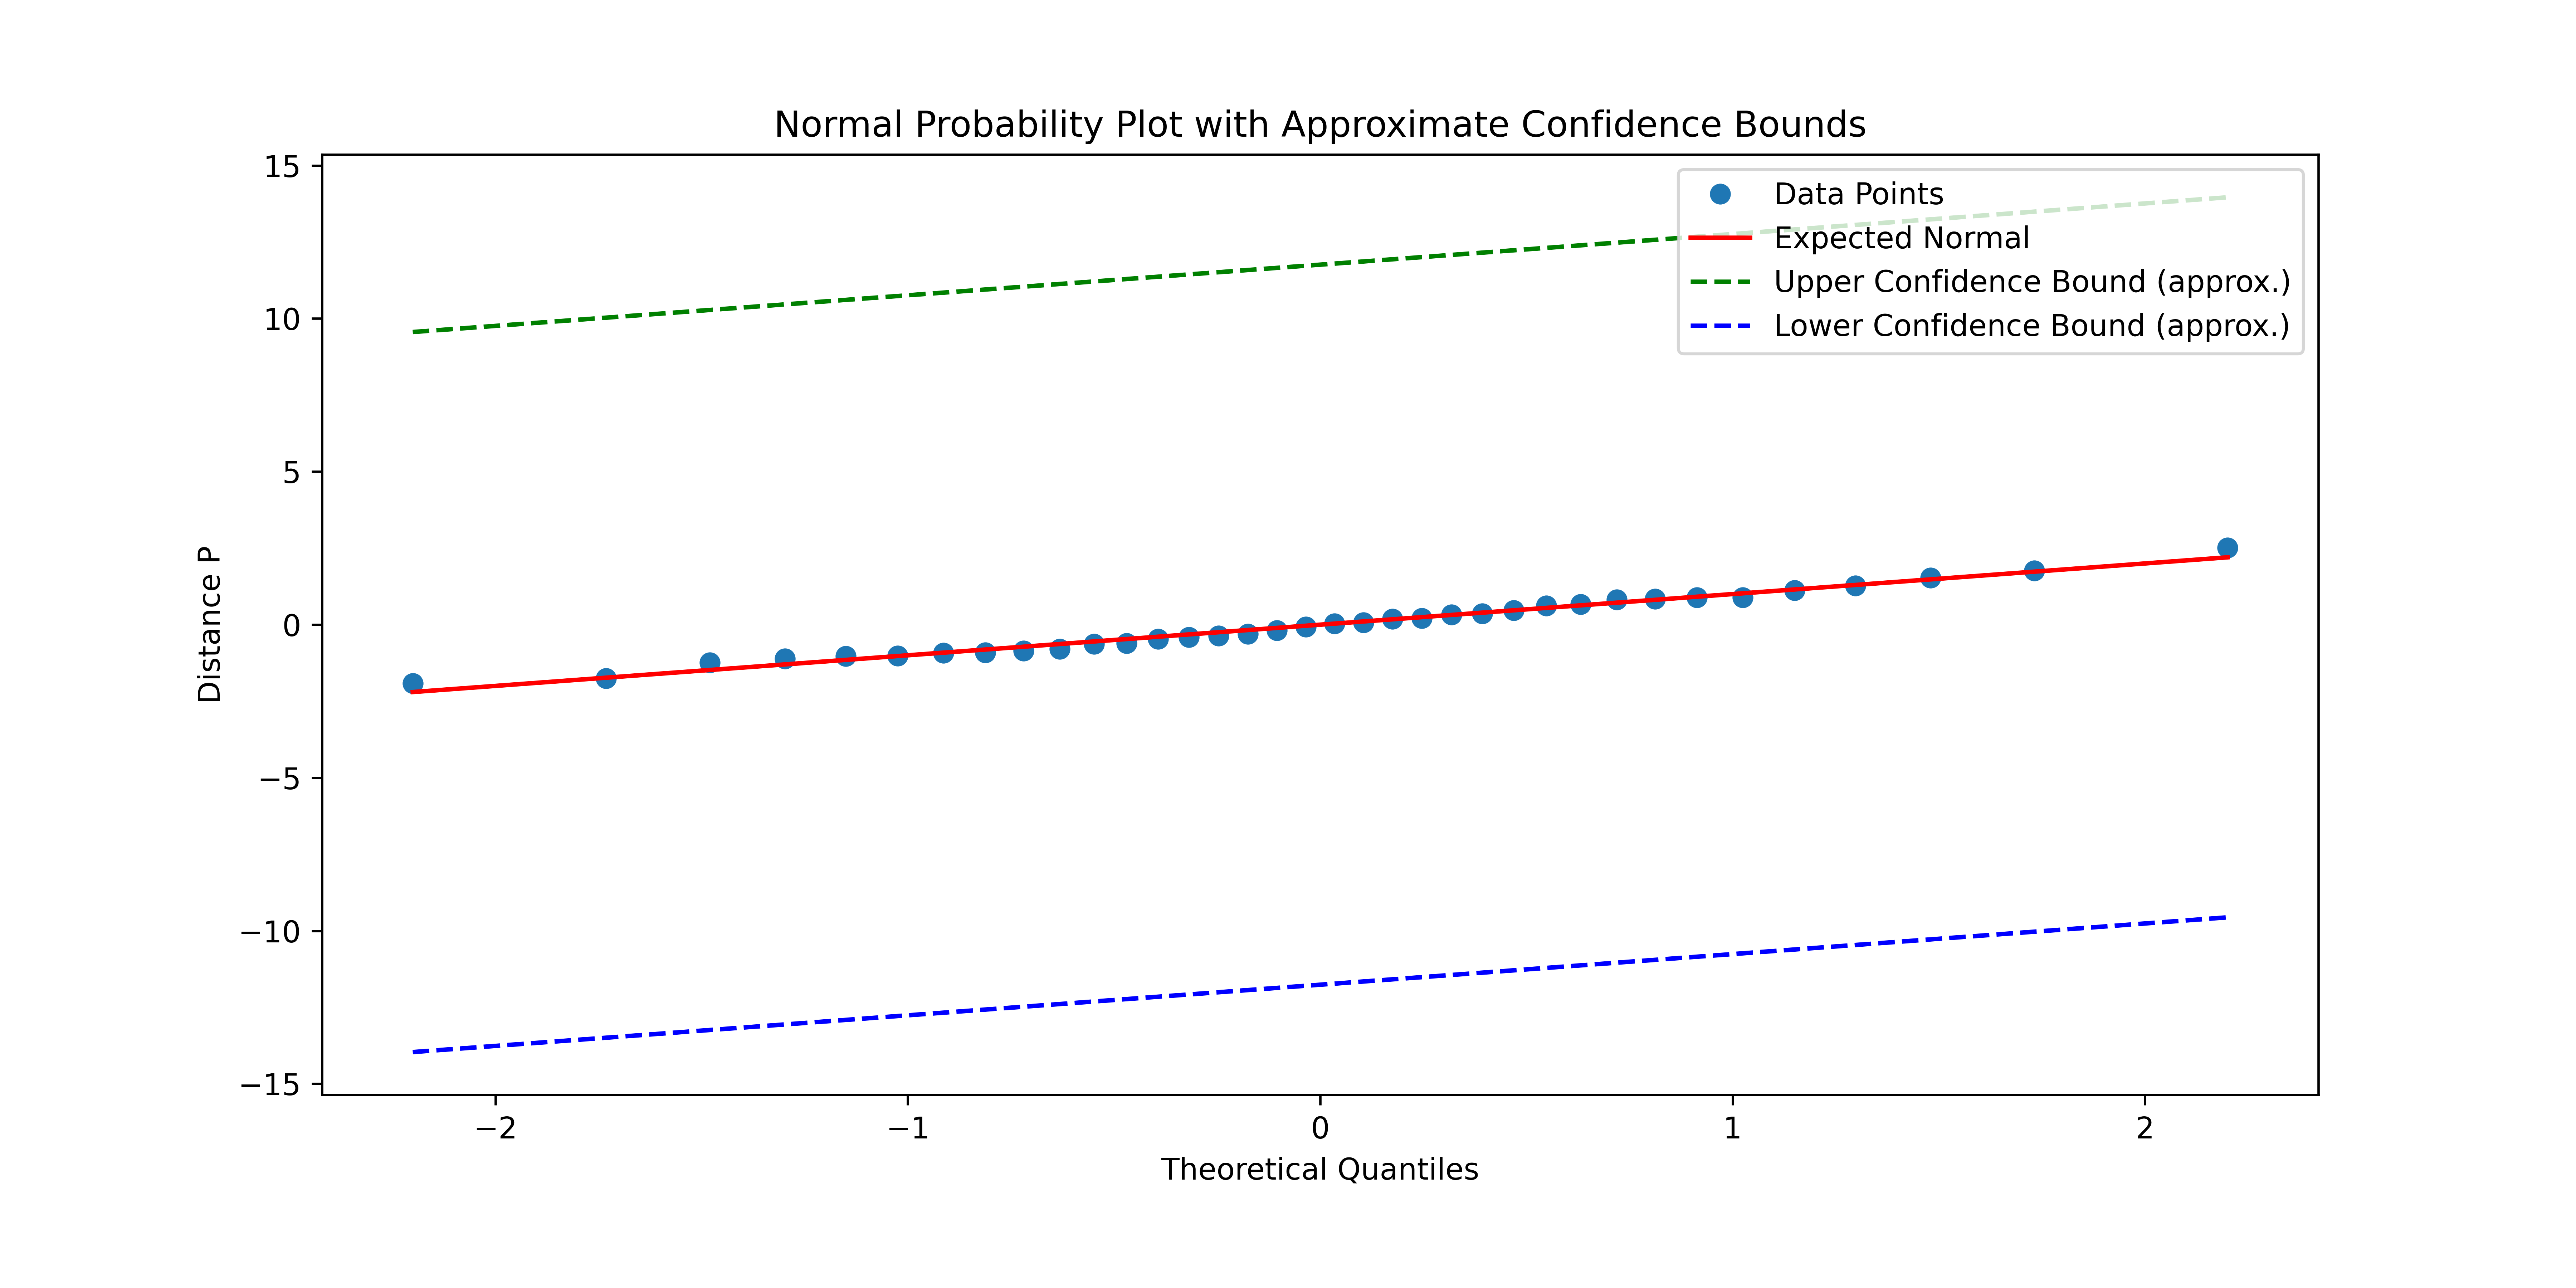 Normal Probability Plot with Approximate Confidence Bounds
15
10
5
0
−5
−10
−15
Distance P
Data Points
Expected Normal
Upper Confidence Bound (approx.)
Lower Confidence Bound (approx.)
−2
−1
0
1
2
Theoretical Quantiles